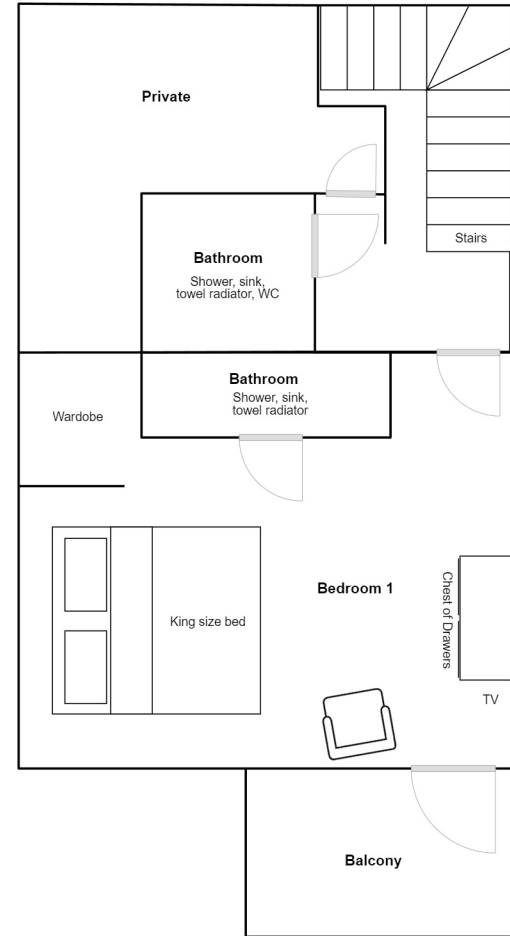 Private
Stairs
Bathroom
Shower, sink,
towel radiator, WC
Bathroom
Shower, sink,
towel radiator
Wardobe
Bedroom 1
Chest of Drawers
King size bed
TV
Balcony